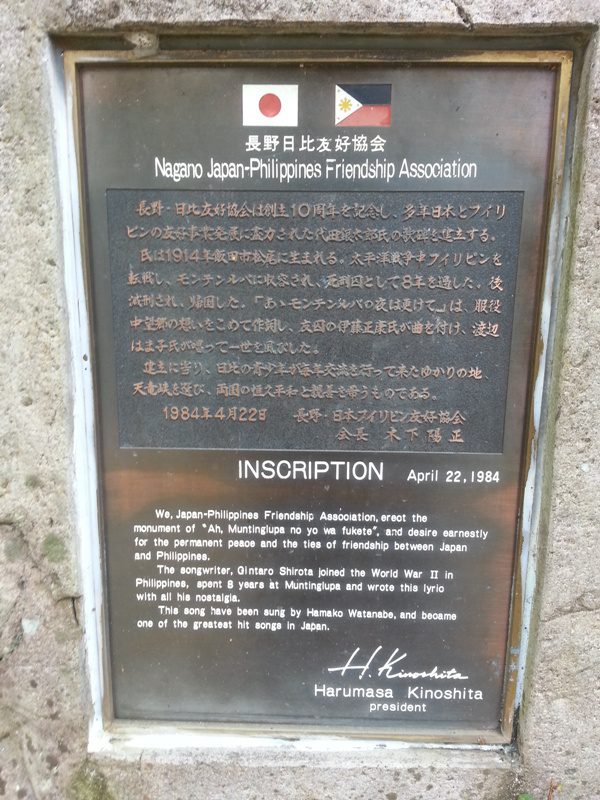 長野日比友好協会
Nagano Japan-Philippines Friendship Association
長野・日比友好協会は創立10周年を記念し、多年日本とフィリ
ピンの友好事業発展に尽力された代田銀太郎氏の歌碑を建立する。
氏は1914年飯田市松尾に生まれる。太平洋戦争中フィリピンを
転戦し、モンテンルパに収容され、死刑囚として8年を過した。後
減刑され、帰国した。「あゝモンテンルパの夜は更けて」は、服役
中望郷の想いをこめて作詞し、友囚の伊藤正康氏が曲を付け、渡辺
はま子氏が唄って一世を風びした。
建立に当り、日比の青少年が毎年交流を行って来たゆかりの地、
天竜峡を選び、両国の恒久平和と親善を希うものである。
1984年4月22日 長野・日本フイリピン友好協会
会長 木下陽正
INSCRIPTION April 22, 1984
We, Japan-Philippines Friendship Association, ereot the
monument of "Ah, Muntinglupa no yo wa fukete", and desire earnestly
for the permanent peace and the ties of friendship between Japan
and Philippines.
The songwriter, Gintaro Shirota joined the World War II in
Philippines, spent 8 years at Muntinglupa and wrote this lyric
with all his nostalgia.
This song have been sung by Hamako Watanabe, and became
one of the greatest hit songs in Japan.
H. Kinoshita
Harumasa Kinoshita
president